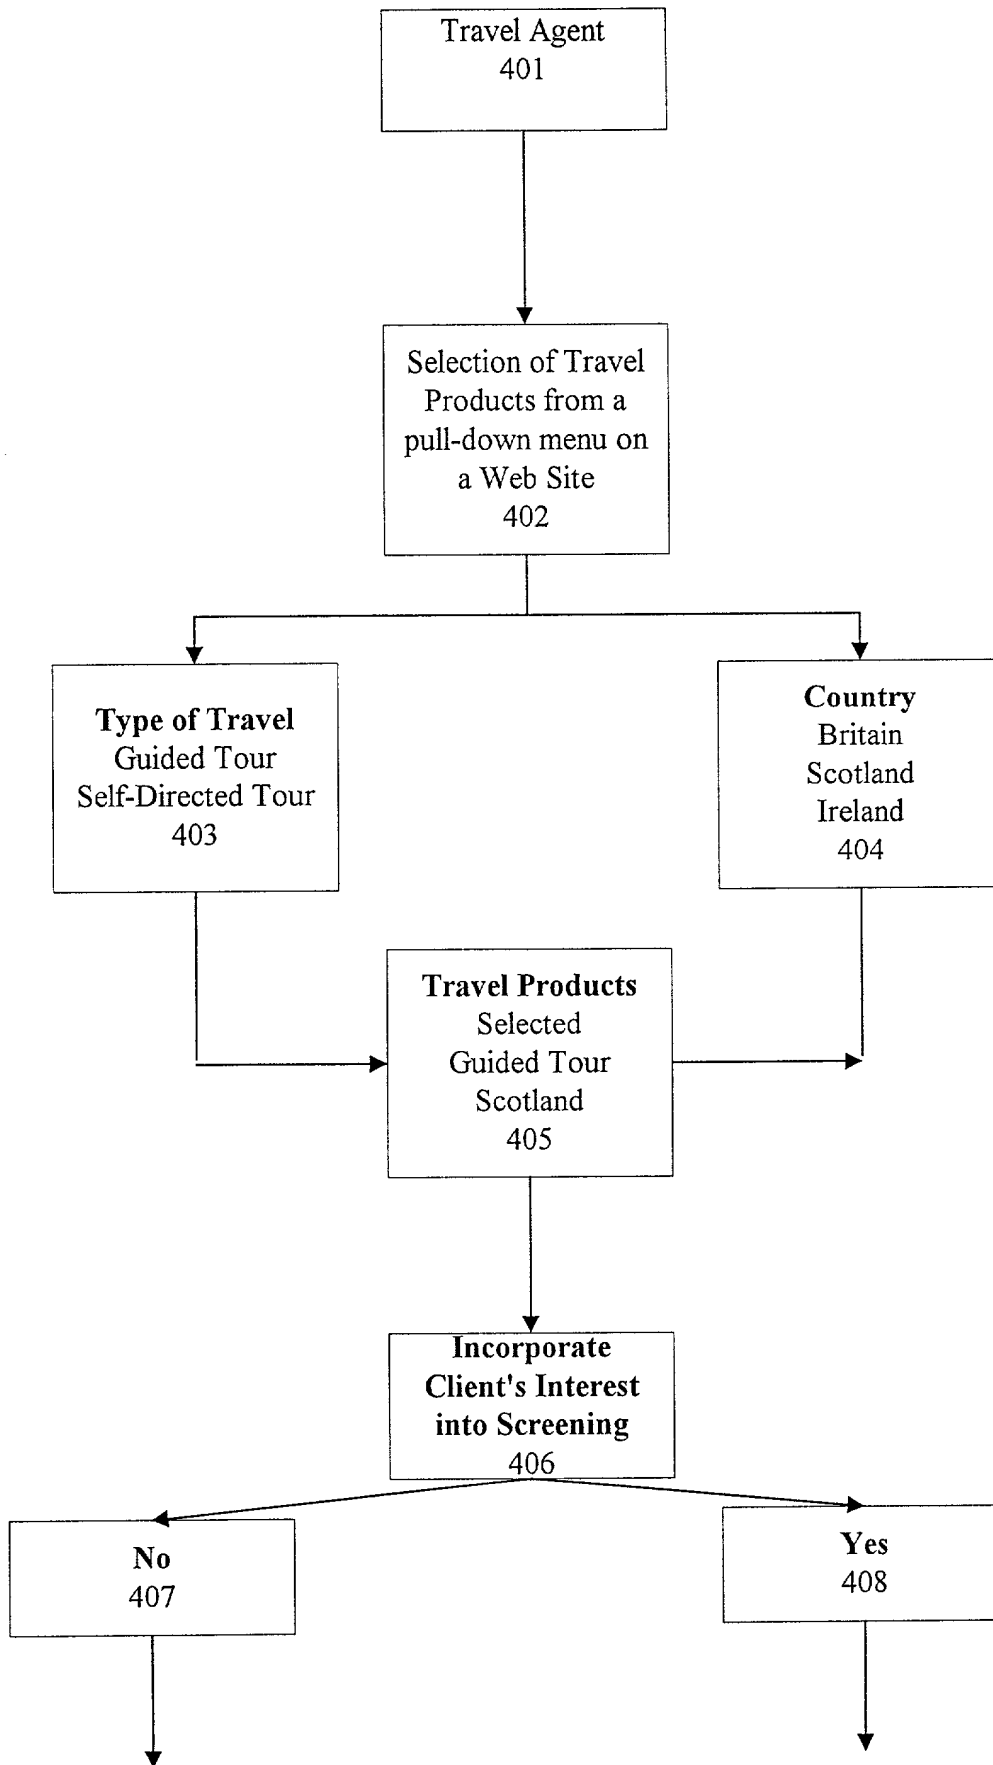 Travel Agent
401
Selection of Travel
Products from a
pull-down menu on
a Web Site
402
Type of Travel
Guided Tour
Self-Directed Tour
403
Country
Britain
Scotland
Ireland
404
Travel Products
Selected
Guided Tour
Scotland
405
Incorporate
Client's Interest
into Screening
406
No
407
Yes
408